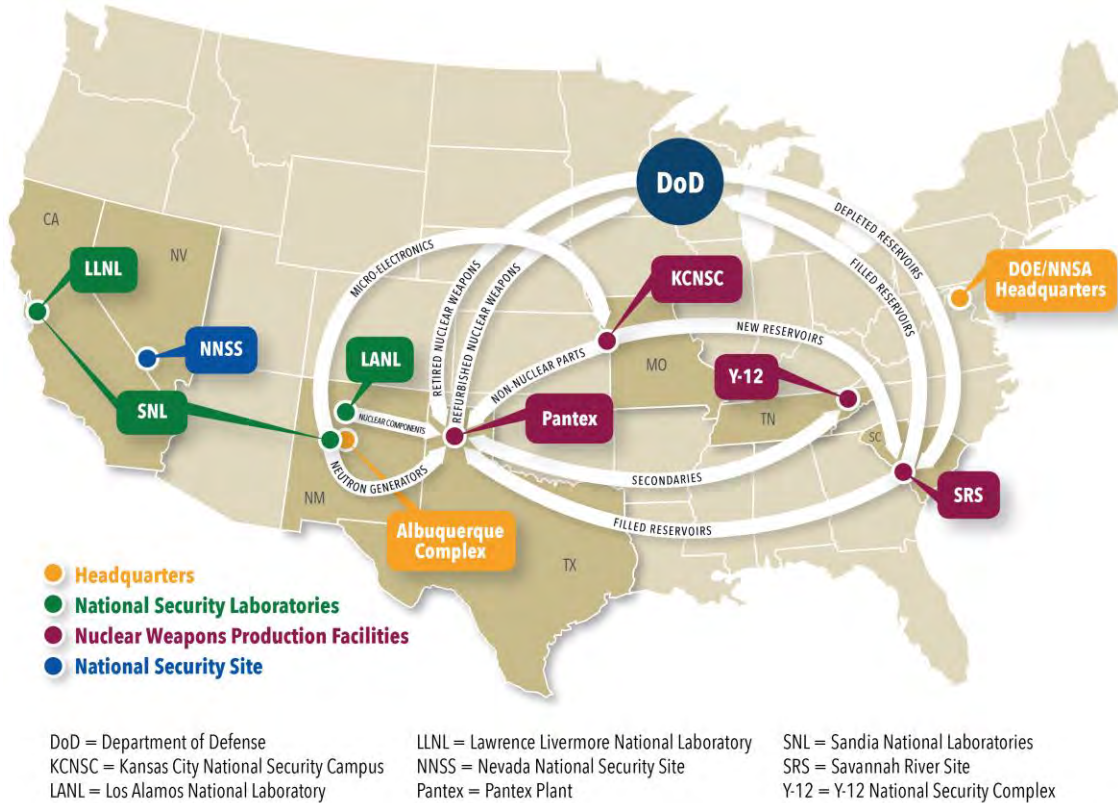 DoD
CA
NV
LLNL
NNSS
SNL
LANL
KCNSC
DOE/NNSA
Headquarters
Y-12
Pantex
SRS
Albuquerque
Complex
MO
TN
SC
NM
TX
MICRO-ELECTRONICS
RETIRED NUCLEAR WEAPONS
REFURBISHED NUCLEAR WEAPONS
DEPLETED RESERVOIRS
FILLED RESERVOIRS
NEW RESERVOIRS
NON-NUCLEAR PARTS
NUCLEAR COMPONENTS
NEUTRON GENERATORS
SECONDARIES
FILLED RESERVOIRS
Headquarters
National Security Laboratories
Nuclear Weapons Production Facilities
National Security Site
DoD = Department of Defense
KCNSC = Kansas City National Security Campus
LANL = Los Alamos National Laboratory
LLNL = Lawrence Livermore National Laboratory
NNSS = Nevada National Security Site
Pantex = Pantex Plant
SNL = Sandia National Laboratories
SRS = Savannah River Site
Y-12 = Y-12 National Security Complex